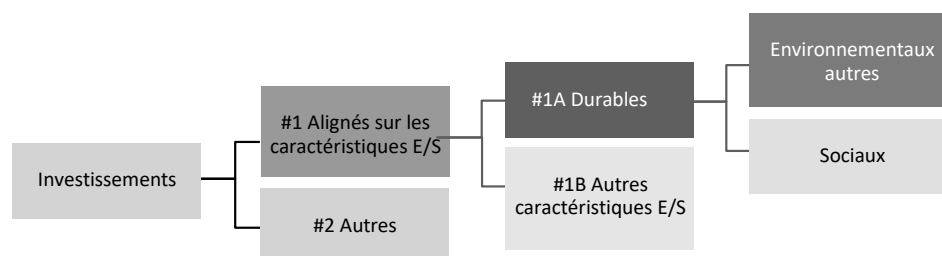 Investissements
#1 Alignés sur les
caractéristiques E/S
#2 Autres
#1A Durables
#1B Autres
caractéristiques E/S
Environnementaux
autres
Sociaux